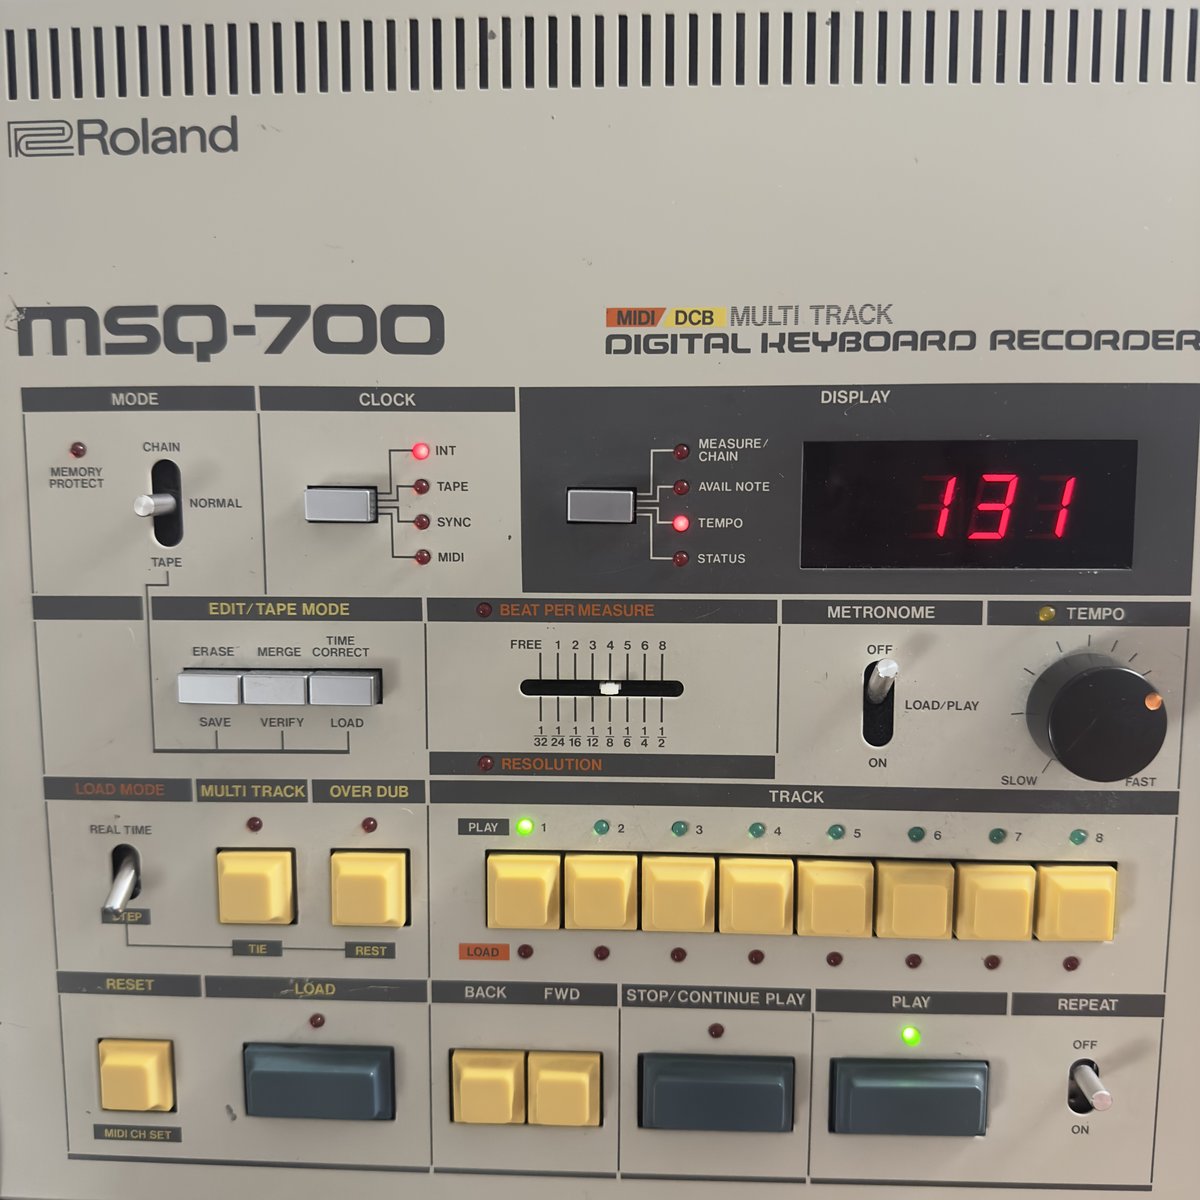 Roland
MSQ-700
MIDI/DCB MULTI TRACK
DIGITAL KEYBOARD RECORDER
MODE
CLOCK
DISPLAY
MEMORY
PROTECT
CHAIN
NORMAL
TAPE
INT
TAPE
SYNC
MIDI
MEASURE/
CHAIN
AVAIL NOTE
TEMPO
STATUS
131
EDIT/TAPE MODE
ERASE
MERGE
TIME
CORRECT
SAVE
VERIFY
LOAD
BEAT PER MEASURE
FREE 1 2 3 4 5 6 8
1/32 1/24 1/16 1/12 1/8 1/6 1/4 1/2
RESOLUTION
METRONOME
OFF
LOAD/PLAY
ON
TEMPO
SLOW
FAST
LOAD MODE
REAL TIME
STEP
MULTI TRACK
OVER DUB
TIE
REST
TRACK
PLAY 1 2 3 4 5 6 7 8
LOAD
RESET
MIDI CH SET
LOAD
BACK FWD
STOP/CONTINUE PLAY
PLAY
REPEAT
OFF
ON